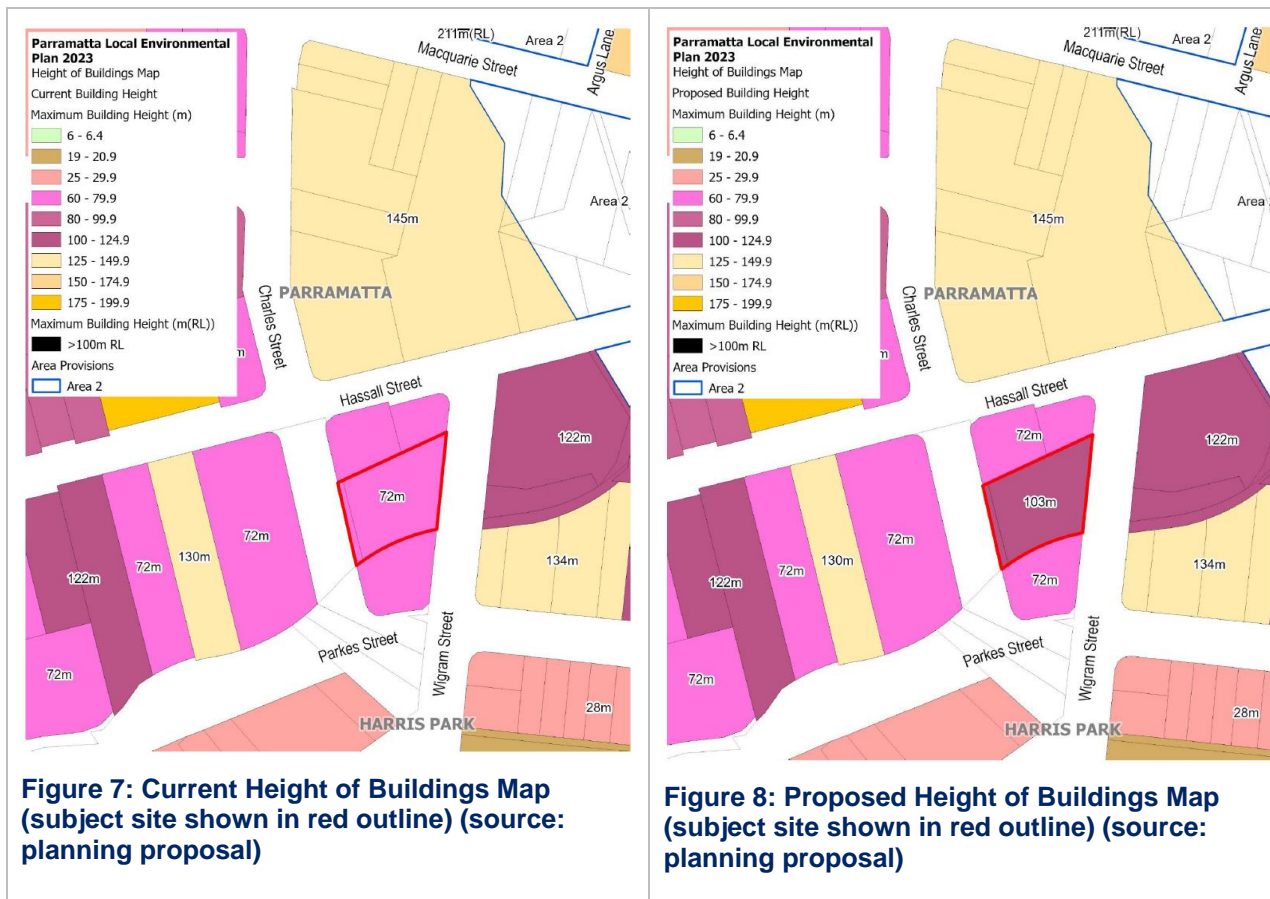 Parramatta Local Environmental
Plan 2023
Height of Buildings Map
Current Building Height
Maximum Building Height (m)
6 - 6.4
19 - 20.9
25 - 29.9
60 - 79.9
80 - 99.9
100 - 124.9
125 - 149.9
150 - 174.9
175 - 199.9
Maximum Building Height (m(RL))
>100m RL
Area Provisions
Area 2
211m(RL)
Area 2
Argus Lane
Macquarie Street
Area 2
145m
PARRAMATTA
Charles Street
m
Hassall Street
122m
72m
130m
72m
72m
122m
134m
72m
Parkes Street
Wigram Street
28m
HARRIS PARK
Figure 7: Current Height of Buildings Map
(subject site shown in red outline) (source:
planning proposal)
Parramatta Local Environmental
Plan 2023
Height of Buildings Map
Proposed Building Height
Maximum Building Height (m)
6 - 6.4
19 - 20.9
25 - 29.9
60 - 79.9
80 - 99.9
100 - 124.9
125 - 149.9
150 - 174.9
175 - 199.9
Maximum Building Height (m(RL))
>100m RL
Area Provisions
Area 2
211m(RL)
Area 2
Argus Lane
Macquarie Street
Area 2
145m
PARRAMATTA
Charles Street
m
Hassall Street
72m
122m
103m
72m
130m
72m
122m
134m
72m
72m
Parkes Street
Wigram Street
28m
HARRIS PARK
Figure 8: Proposed Height of Buildings Map
(subject site shown in red outline) (source:
planning proposal)